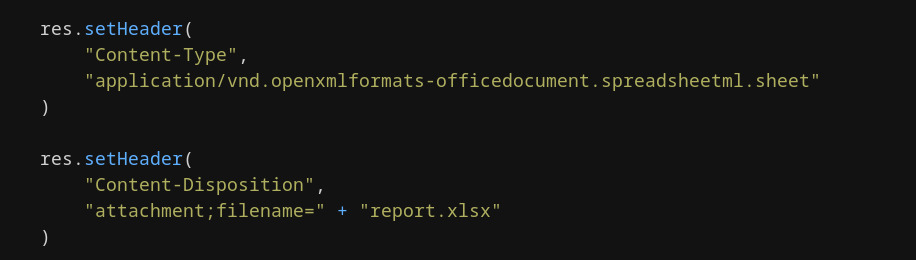 res.setHeader(
    "Content-Type",
    "application/vnd.openxmlformats-officedocument.spreadsheetml.sheet"
)

res.setHeader(
    "Content-Disposition",
    "attachment;filename=" + "report.xlsx"
)